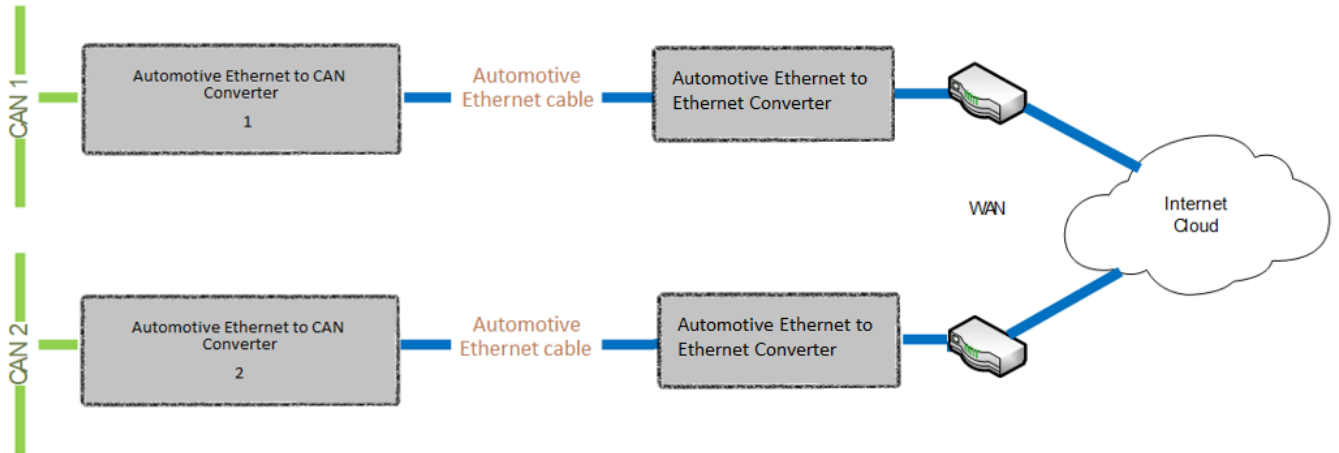 CAN 1
Automotive Ethernet to CAN
Converter
1
Automotive
Ethernet cable
Automotive Ethernet to
Ethernet Converter
WAN
Internet
Cloud
CAN 2
Automotive Ethernet to CAN
Converter
2
Automotive
Ethernet cable
Automotive Ethernet to
Ethernet Converter